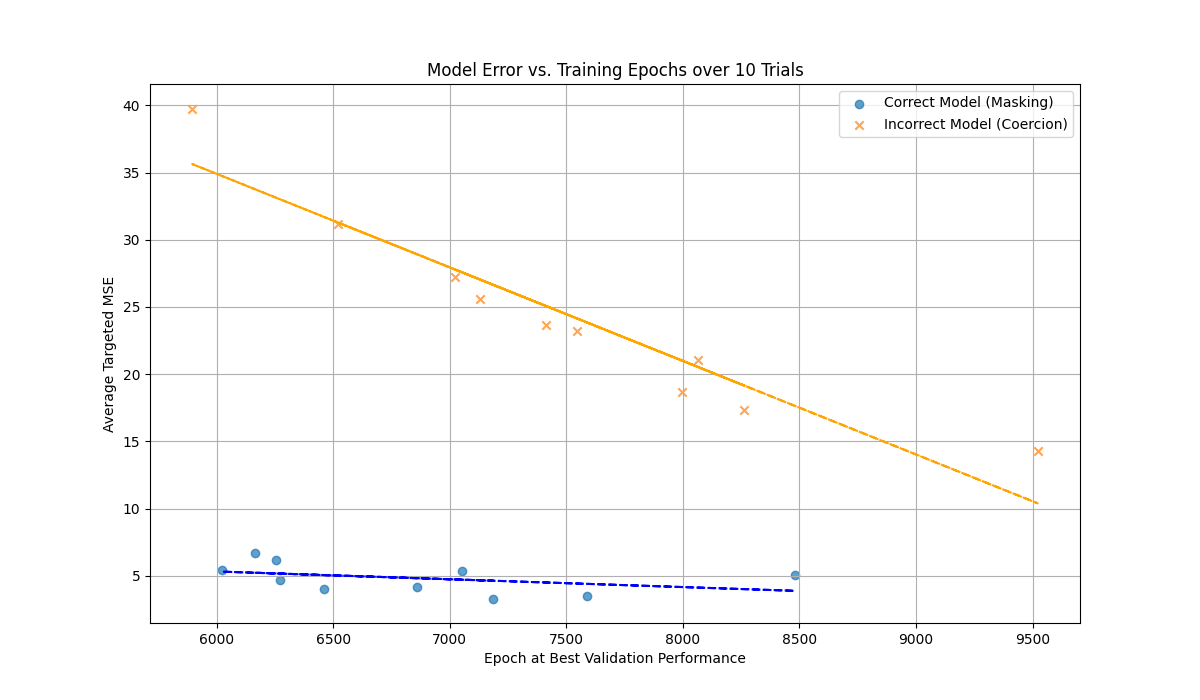 Model Error vs. Training Epochs over 10 Trials
Correct Model (Masking)
Incorrect Model (Coercion)
Average Targeted MSE
40
35
30
25
20
15
10
5
6000 6500 7000 7500 8000 8500 9000 9500
Epoch at Best Validation Performance